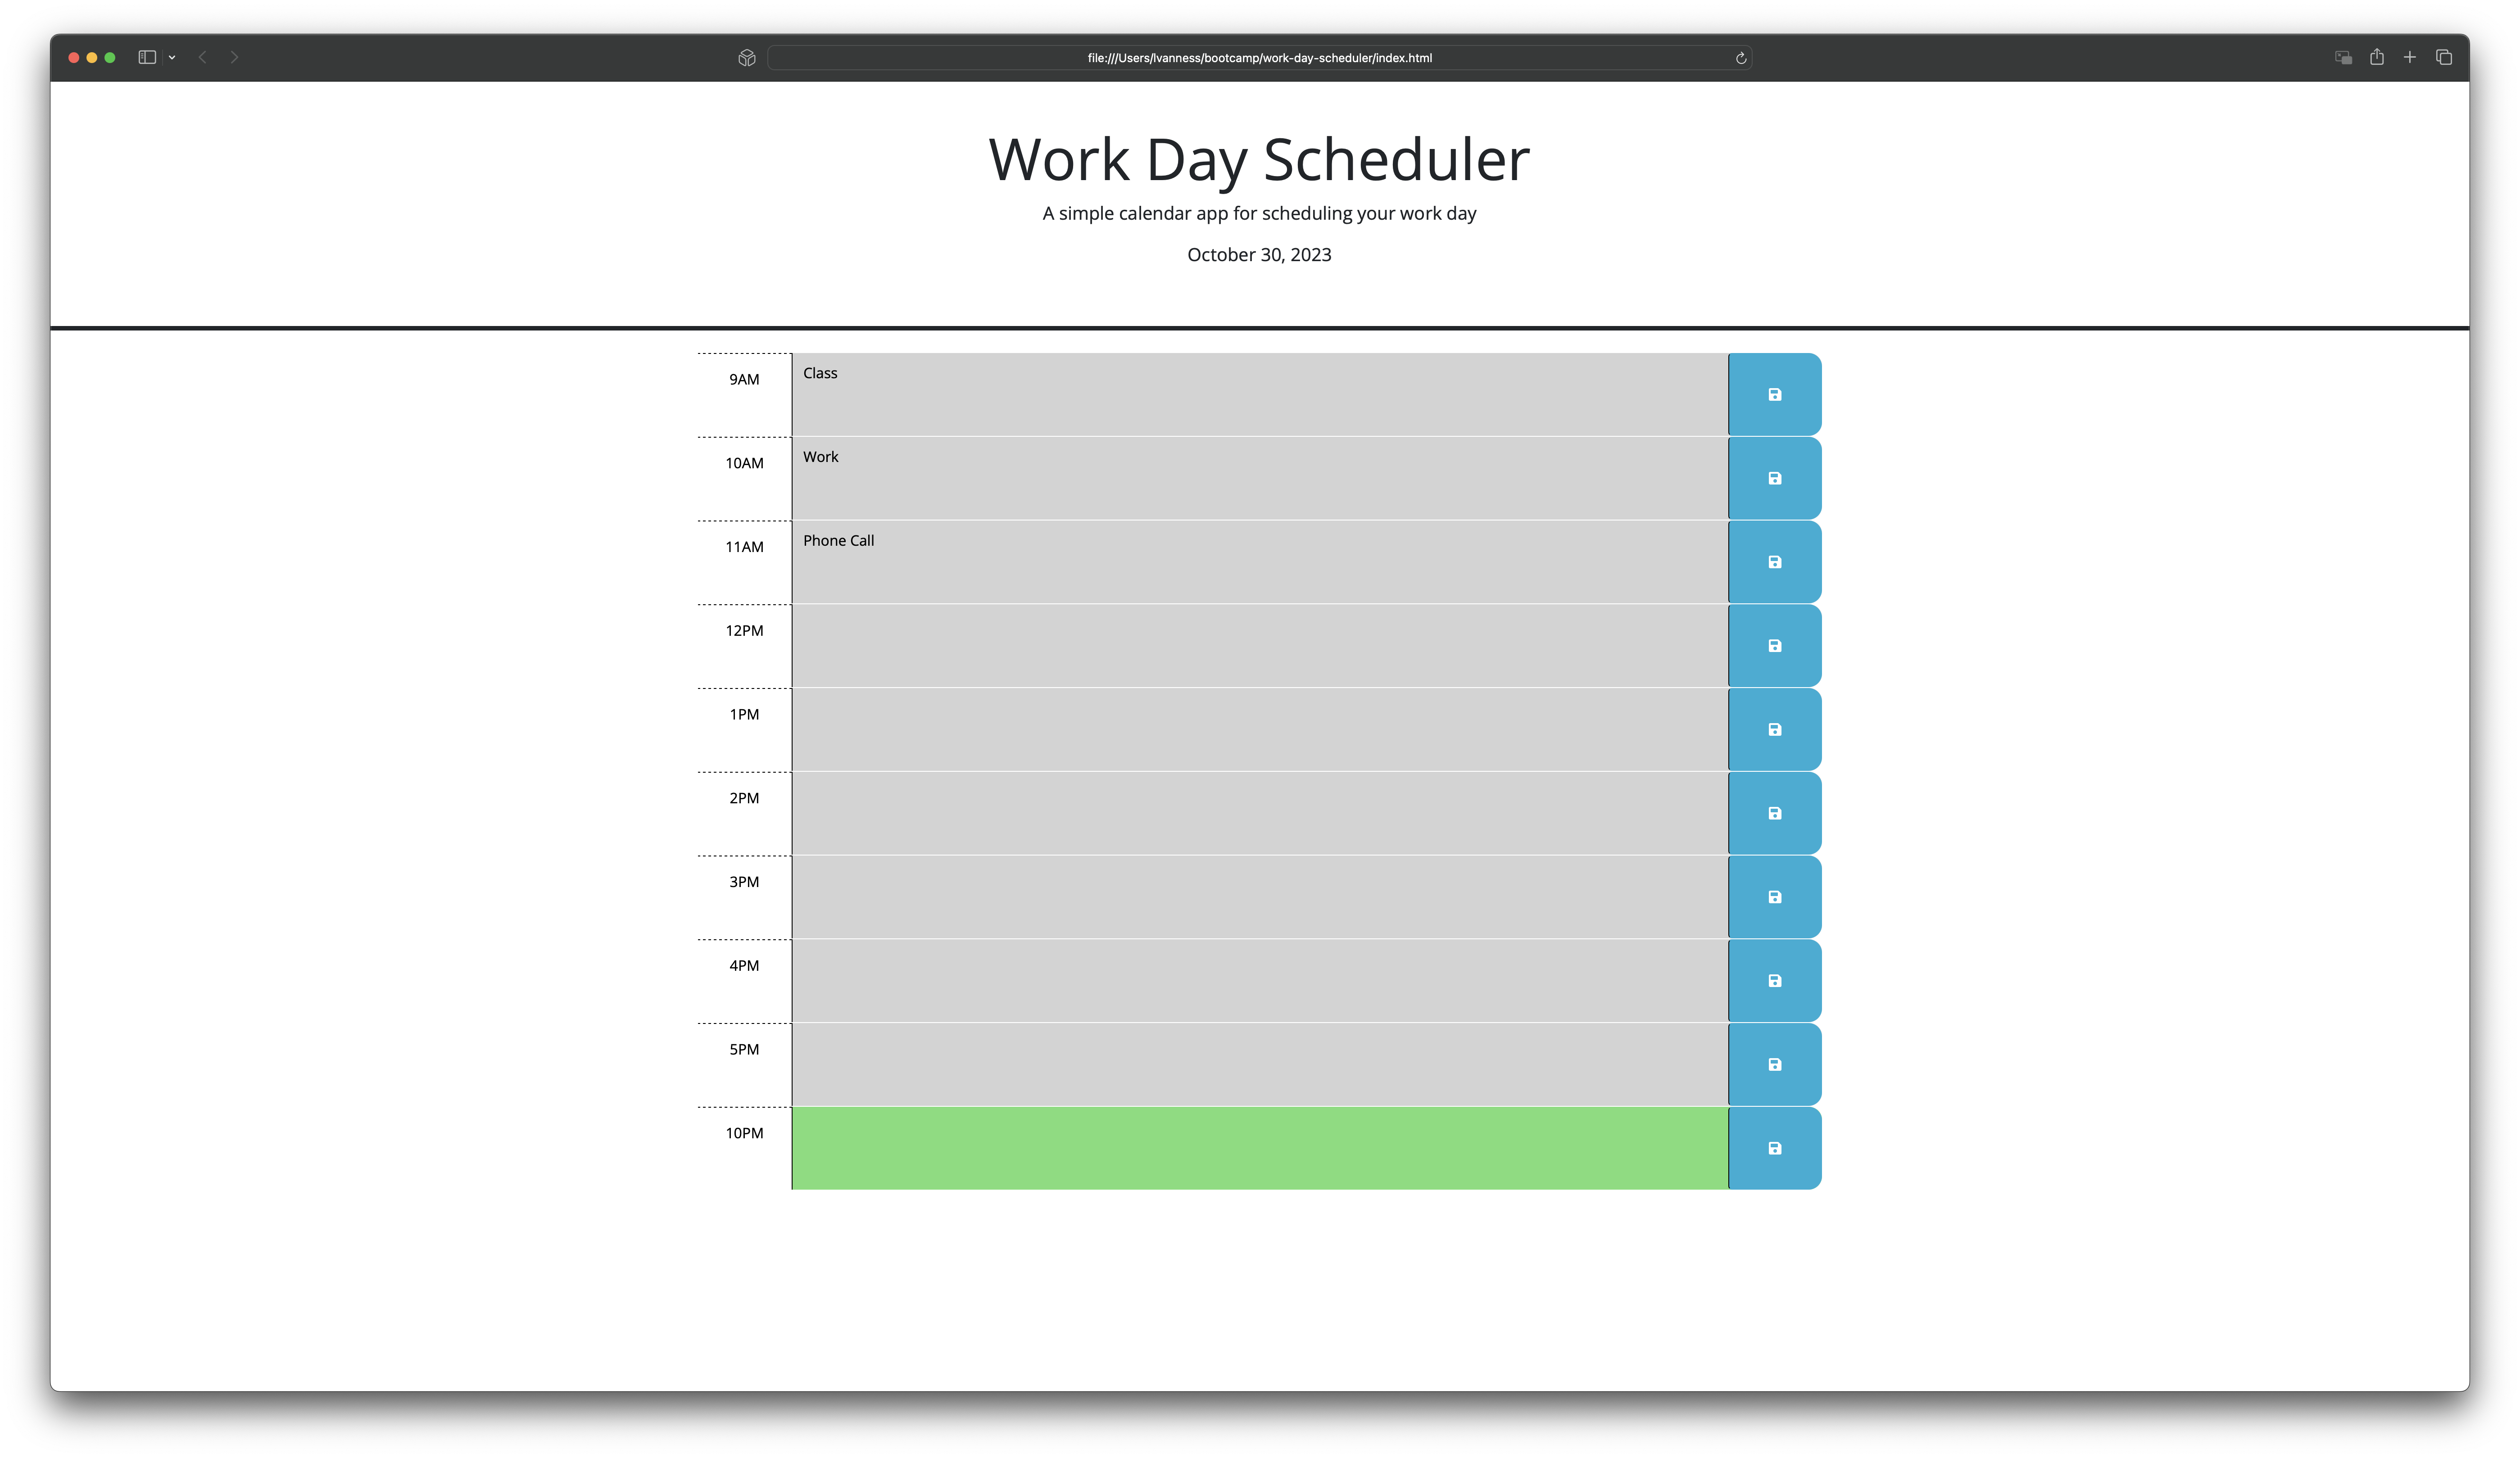 file:///Users/lvanness/bootcamp/work-day-scheduler/index.html
Work Day Scheduler
A simple calendar app for scheduling your work day
October 30, 2023
9AM Class
10AM Work
11AM Phone Call
12PM
1PM
2PM
3PM
4PM
5PM
10PM